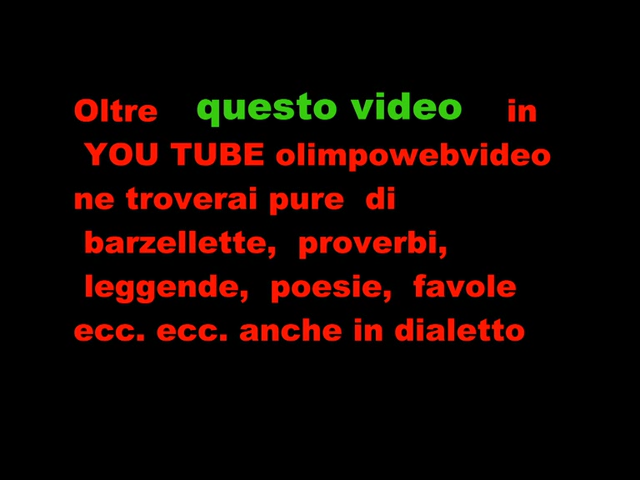 Oltre questo video in
YOU TUBE olimpowebvideo
ne troverai pure di
barzellette, proverbi,
leggende, poesie, favole
ecc. ecc. anche in dialetto